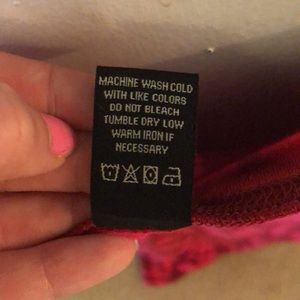 MACHINE WASH COLD
WITH LIKE COLORS
DO NOT BLEACH
TUMBLE DRY LOW
WARM IRON IF
NECESSARY